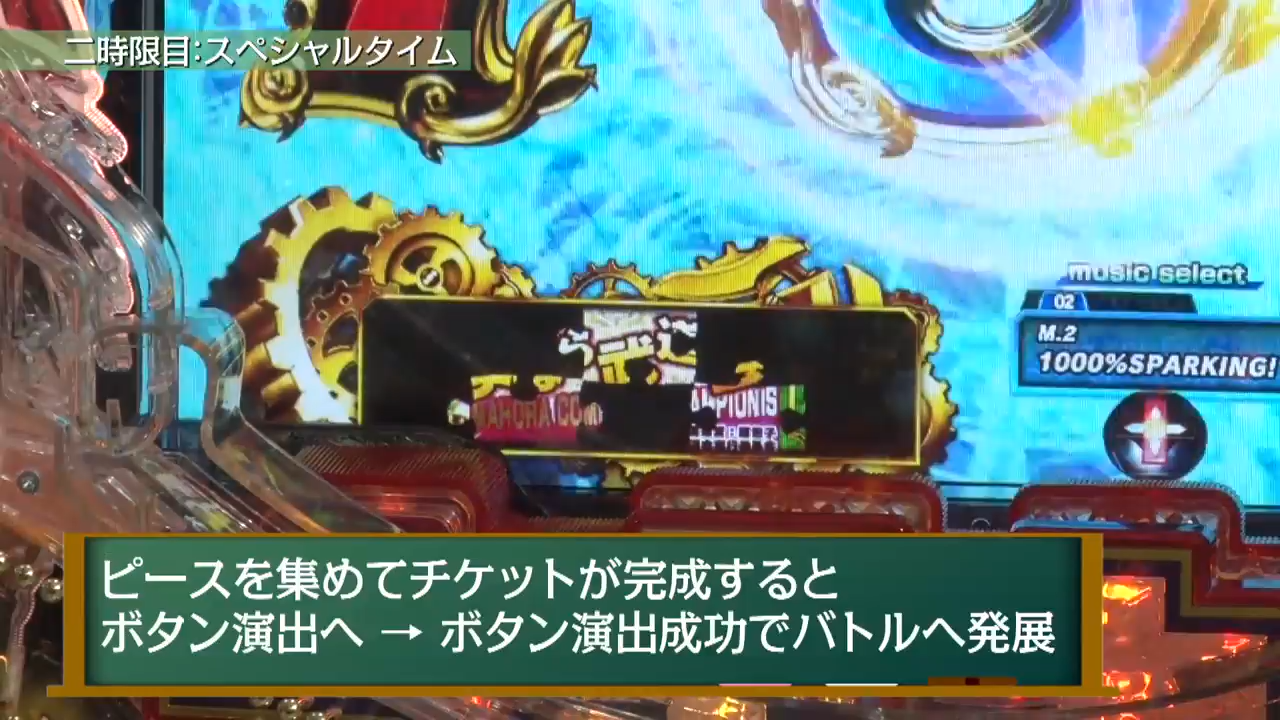 二時限目:スペシャルタイム
music select
02
M.2
1000%SPARKING!
ピースを集めてチケットが完成すると
ボタン演出へ → ボタン演出成功でバトルへ発展